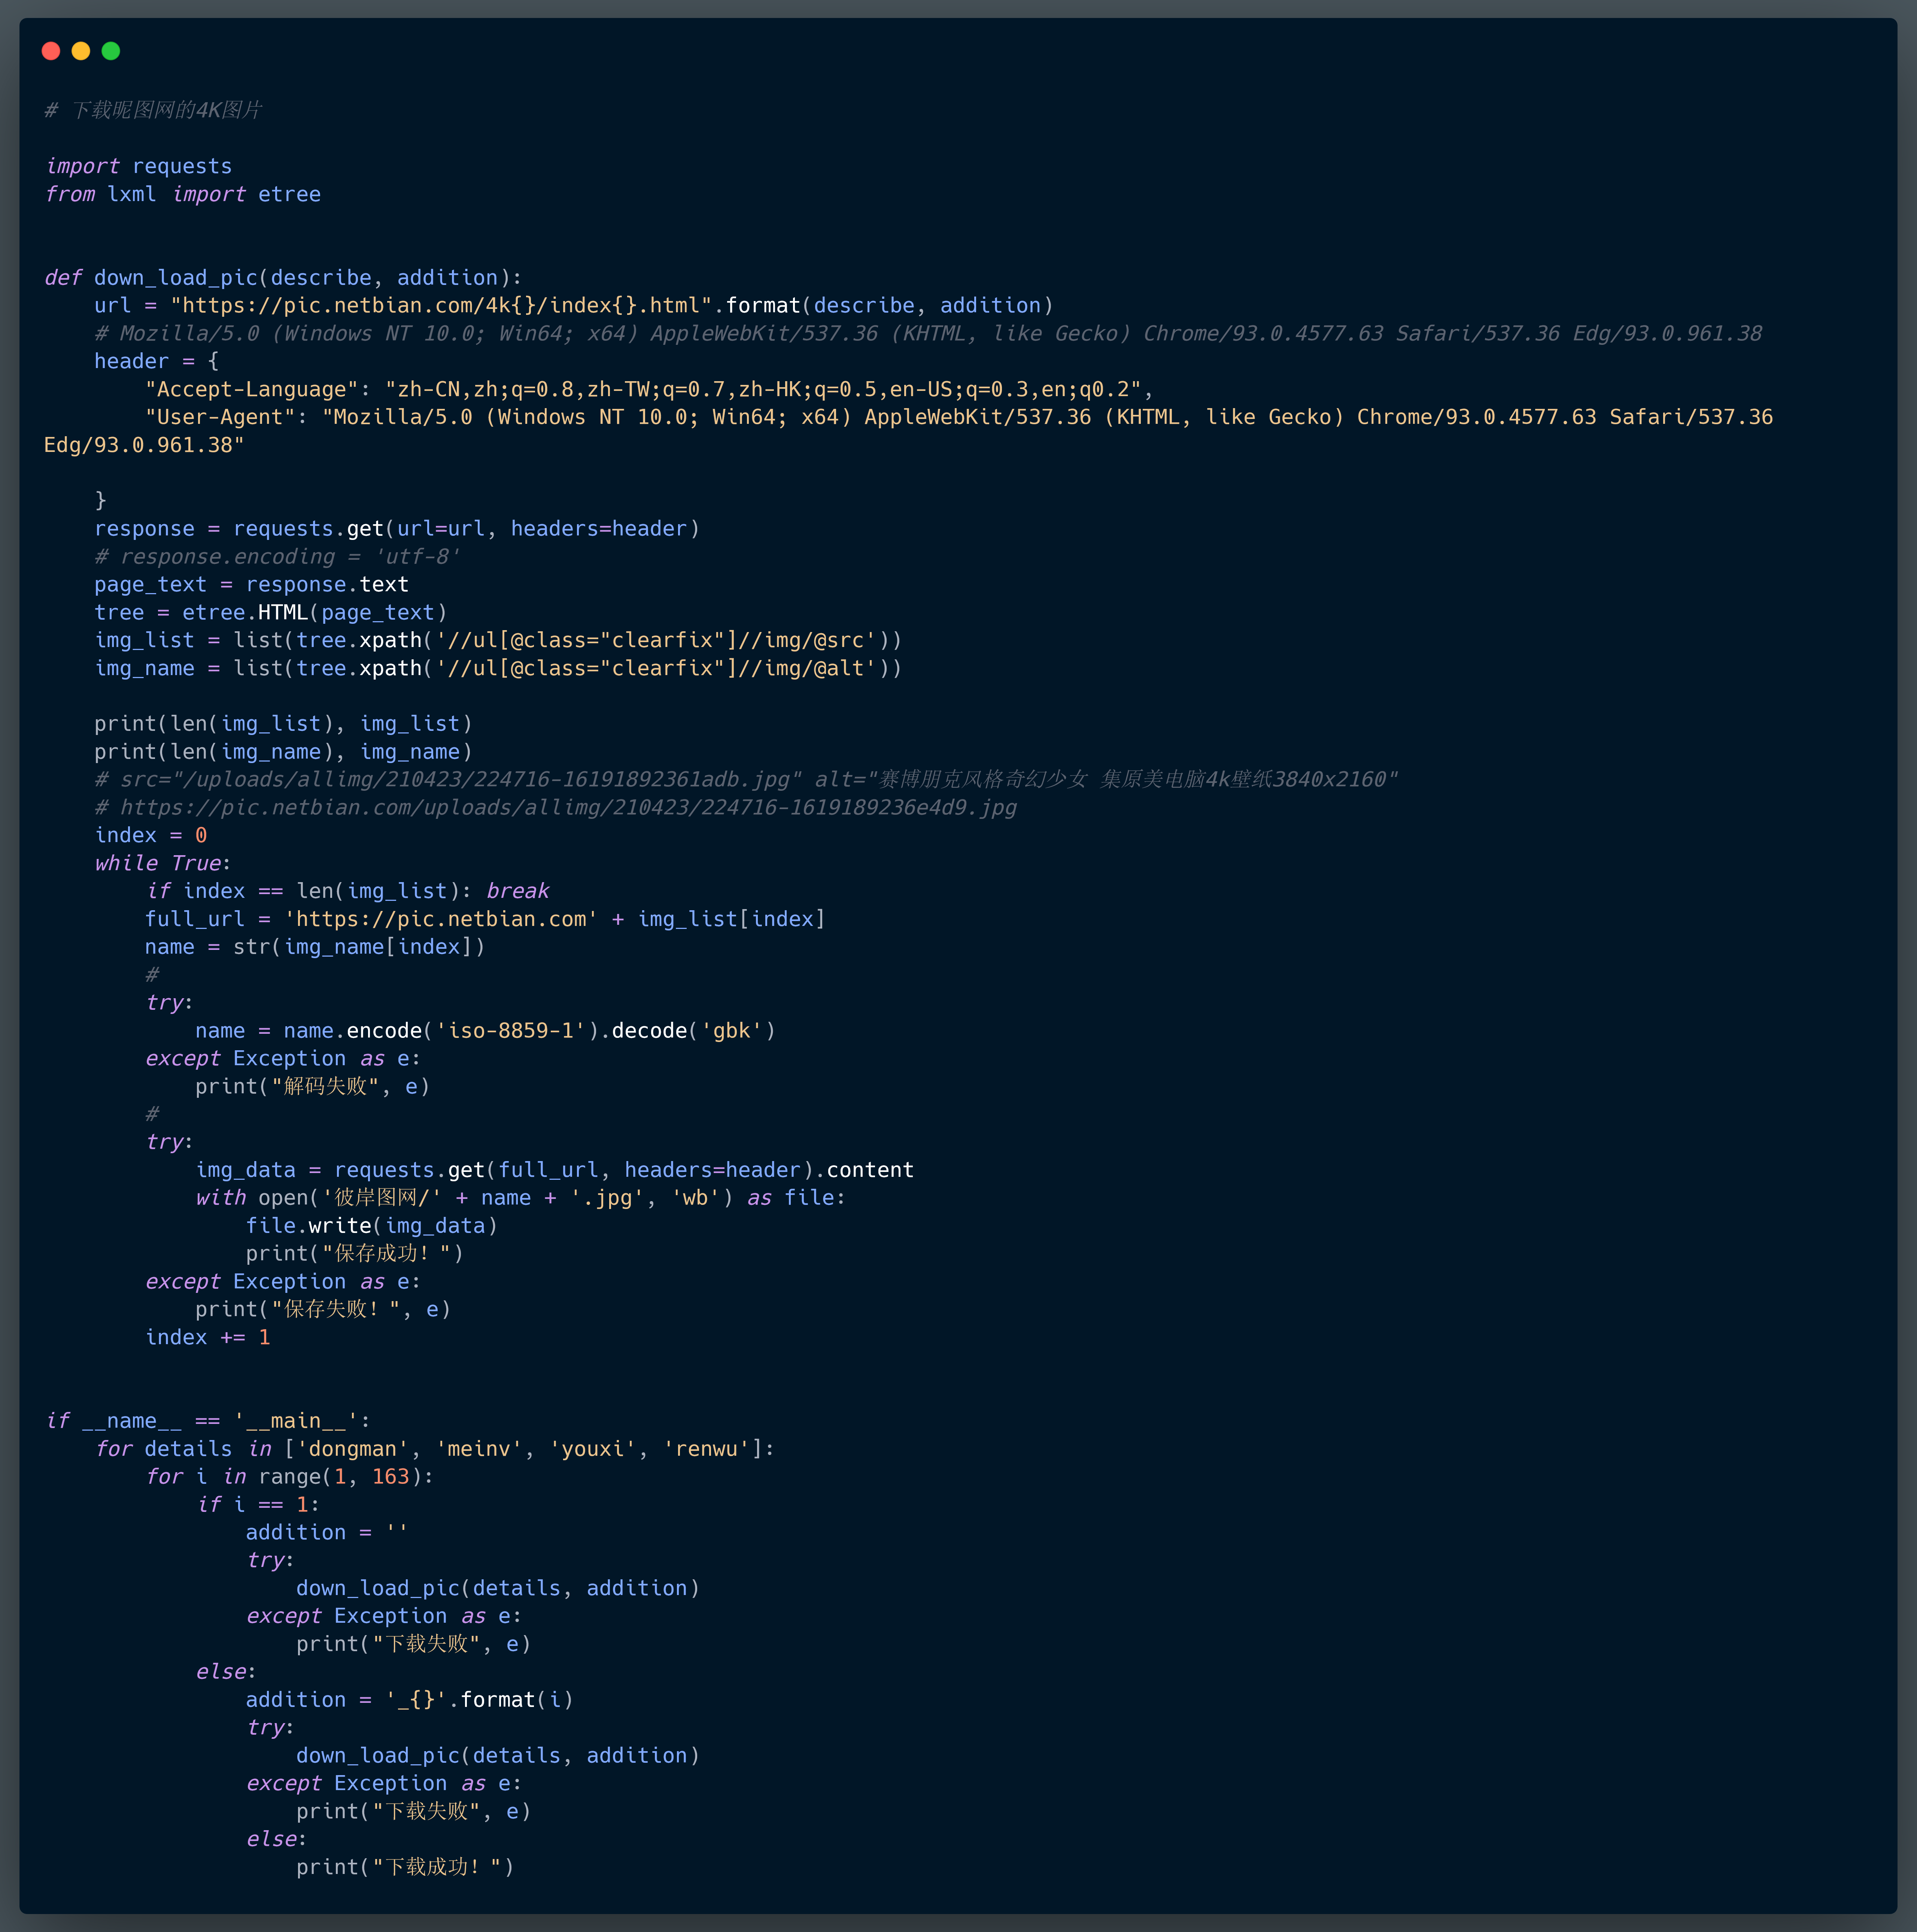 # 下载昵图网的4K图片
import requests
from lxml import etree
def down_load_pic(describe, addition):
    url = "https://pic.netbian.com/4k{}/index{}.html".format(describe, addition)
    # Mozilla/5.0 (Windows NT 10.0; Win64; x64) AppleWebKit/537.36 (KHTML, like Gecko) Chrome/93.0.4577.63 Safari/537.36 Edg/93.0.961.38
    header = {
        "Accept-Language": "zh-CN,zh;q=0.8,zh-TW;q=0.7,zh-HK;q=0.5,en-US;q=0.3,en;q0.2",
        "User-Agent": "Mozilla/5.0 (Windows NT 10.0; Win64; x64) AppleWebKit/537.36 (KHTML, like Gecko) Chrome/93.0.4577.63 Safari/537.36
Edg/93.0.961.38"
    }
    response = requests.get(url=url, headers=header)
    # response.encoding = 'utf-8'
    page_text = response.text
    tree = etree.HTML(page_text)
    img_list = list(tree.xpath('//ul[@class="clearfix"]//img/@src'))
    img_name = list(tree.xpath('//ul[@class="clearfix"]//img/@alt'))
    print(len(img_list), img_list)
    print(len(img_name), img_name)
    # src="/uploads/allimg/210423/224716-16191892361adb.jpg" alt="赛博朋克风格奇幻少女 集原美电脑4k壁纸3840x2160"
    # https://pic.netbian.com/uploads/allimg/210423/224716-1619189236e4d9.jpg
    index = 0
    while True:
        if index == len(img_list): break
        full_url = 'https://pic.netbian.com' + img_list[index]
        name = str(img_name[index])
        #
        try:
            name = name.encode('iso-8859-1').decode('gbk')
        except Exception as e:
            print("解码失败", e)
        #
        try:
            img_data = requests.get(full_url, headers=header).content
            with open('彼岸图网/' + name + '.jpg', 'wb') as file:
                file.write(img_data)
                print("保存成功！")
        except Exception as e:
            print("保存失败！", e)
        index += 1
if __name__ == '__main__':
    for details in ['dongman', 'meinv', 'youxi', 'renwu']:
        for i in range(1, 163):
            if i == 1:
                addition = ''
                try:
                    down_load_pic(details, addition)
                except Exception as e:
                    print("下载失败", e)
            else:
                addition = '_{}'.format(i)
                try:
                    down_load_pic(details, addition)
                except Exception as e:
                    print("下载失败", e)
                else:
                    print("下载成功！")